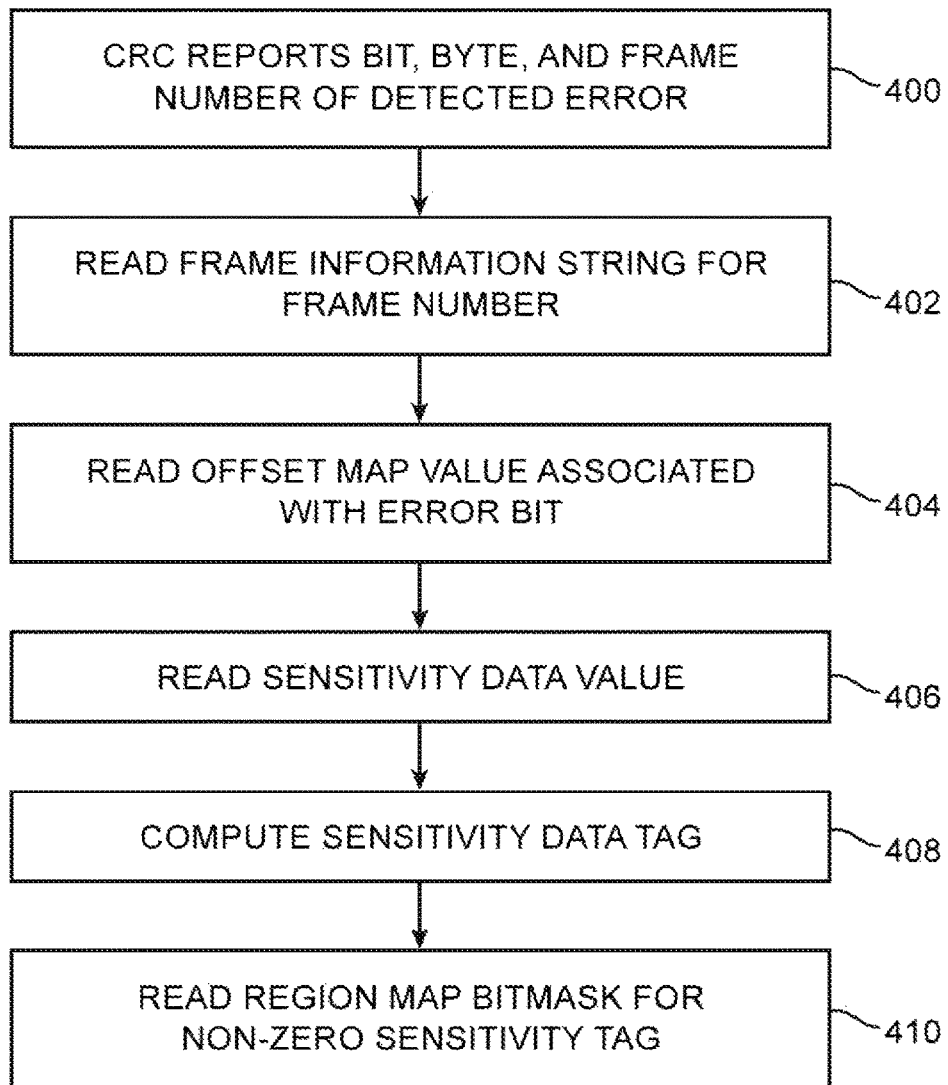 CRC REPORTS BIT, BYTE, AND FRAME
NUMBER OF DETECTED ERROR
400
READ FRAME INFORMATION STRING FOR
FRAME NUMBER
402
READ OFFSET MAP VALUE ASSOCIATED
WITH ERROR BIT
404
READ SENSITIVITY DATA VALUE
406
COMPUTE SENSITIVITY DATA TAG
408
READ REGION MAP BITMASK FOR
NON-ZERO SENSITIVITY TAG
410